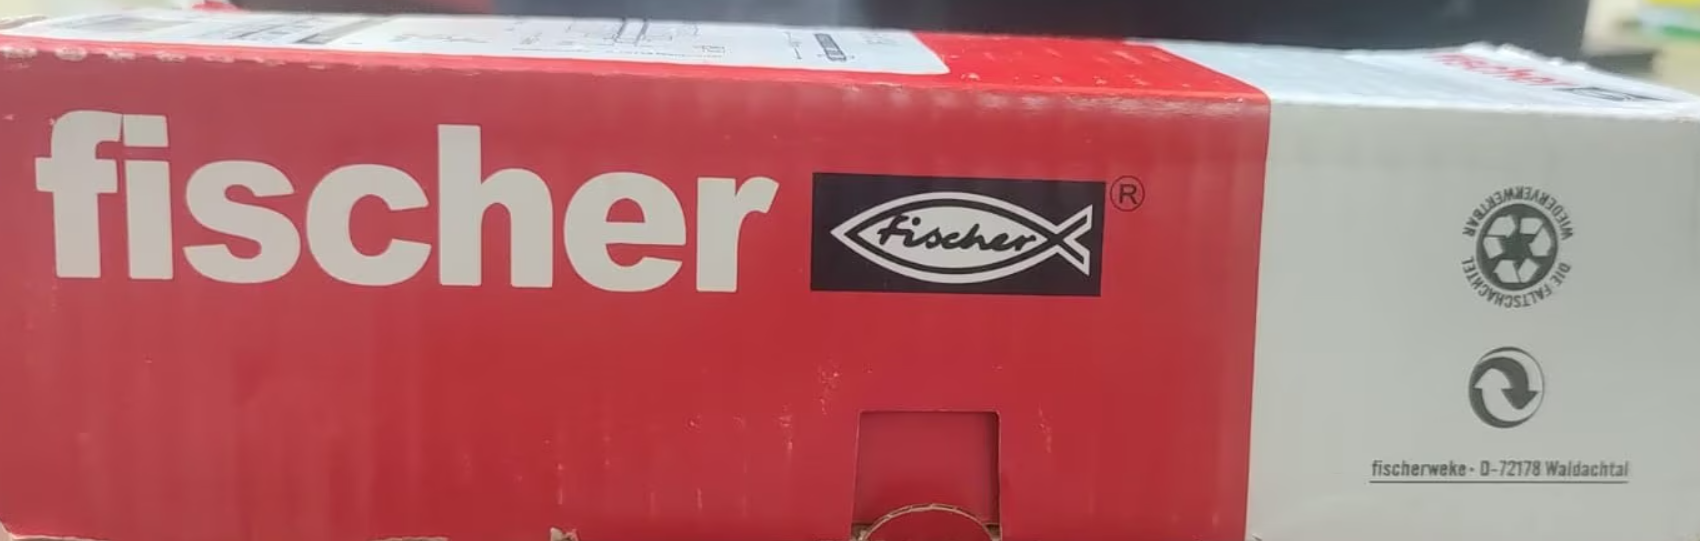 fischer
fischer
®
WIEDERVERWERTBAR
DIE FALTSCHACHTEL
fischerweke · D-72178 Waldachtal